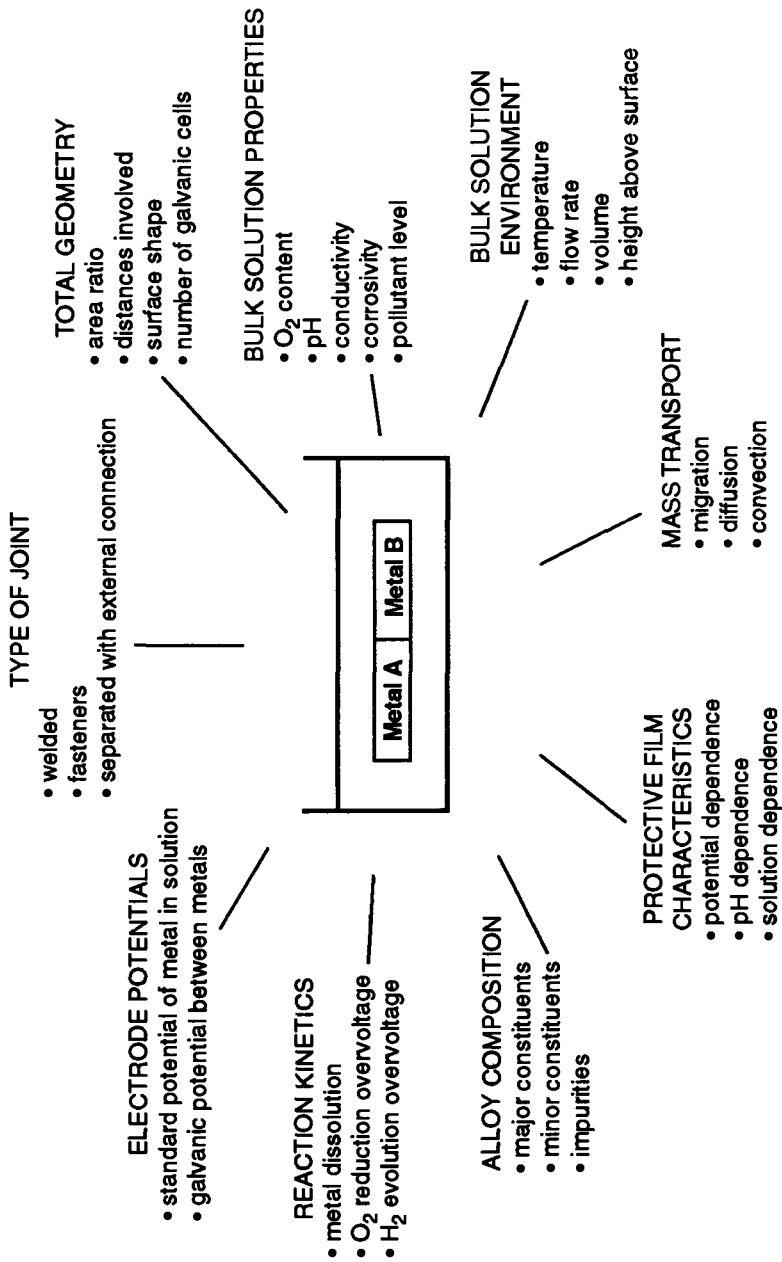 TYPE OF JOINT
• welded
• fasteners
• separated with external connection
TOTAL GEOMETRY
• area ratio
• distances involved
• surface shape
• number of galvanic cells
ELECTRODE POTENTIALS
• standard potential of metal in solution
• galvanic potential between metals
BULK SOLUTION PROPERTIES
• O₂ content
• pH
• conductivity
• corrosivity
• pollutant level
REACTION KINETICS
• metal dissolution
• O₂ reduction overvoltage
• H₂ evolution overvoltage
Metal A
Metal B
BULK SOLUTION
ENVIRONMENT
• temperature
• flow rate
• volume
• height above surface
ALLOY COMPOSITION
• major constituents
• minor constituents
• impurities
PROTECTIVE FILM
CHARACTERISTICS
• potential dependence
• pH dependence
• solution dependence
MASS TRANSPORT
• migration
• diffusion
• convection